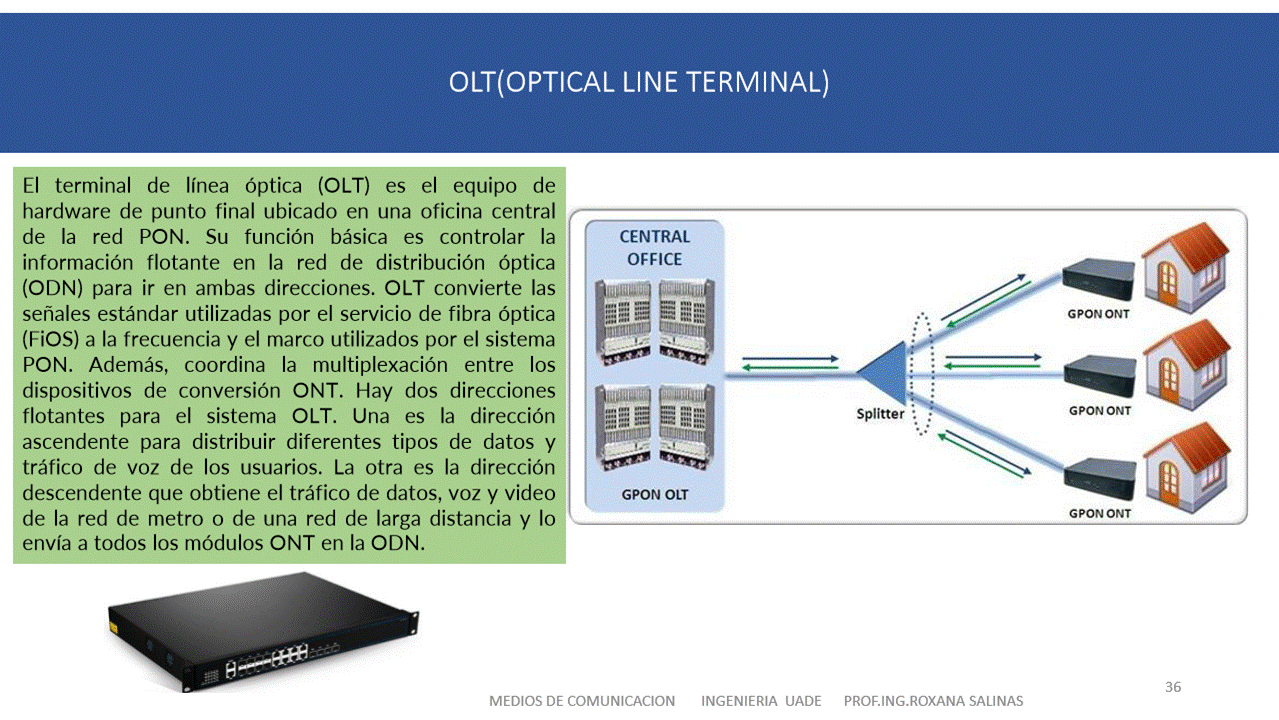 OLT(OPTICAL LINE TERMINAL)
El terminal de línea óptica (OLT) es el equipo de
hardware de punto final ubicado en una oficina central
de la red PON. Su función básica es controlar la
información flotante en la red de distribución óptica
(ODN) para ir en ambas direcciones. OLT convierte las
señales estándar utilizadas por el servicio de fibra óptica
(FiOS) a la frecuencia y el marco utilizados por el sistema
PON. Además, coordina la multiplexación entre los
dispositivos de conversión ONT. Hay dos direcciones
flotantes para el sistema OLT. Una es la dirección
ascendente para distribuir diferentes tipos de datos y
tráfico de voz de los usuarios. La otra es la dirección
descendente que obtiene el tráfico de datos, voz y video
de la red de metro o de una red de larga distancia y lo
envía a todos los módulos ONT en la ODN.
CENTRAL
OFFICE
GPON OLT
Splitter
GPON ONT
GPON ONT
GPON ONT
MEDIOS DE COMUNICACION INGENIERIA UADE PROF.ING.ROXANA SALINAS
36